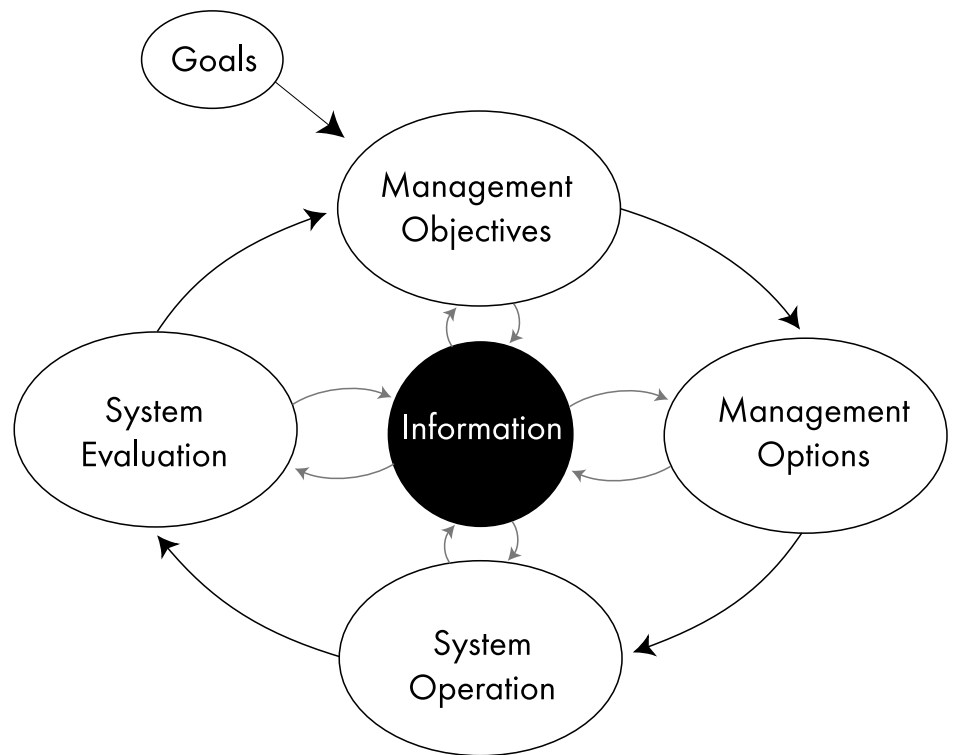 Goals
Management
Objectives
System
Evaluation
Information
Management
Options
System
Operation